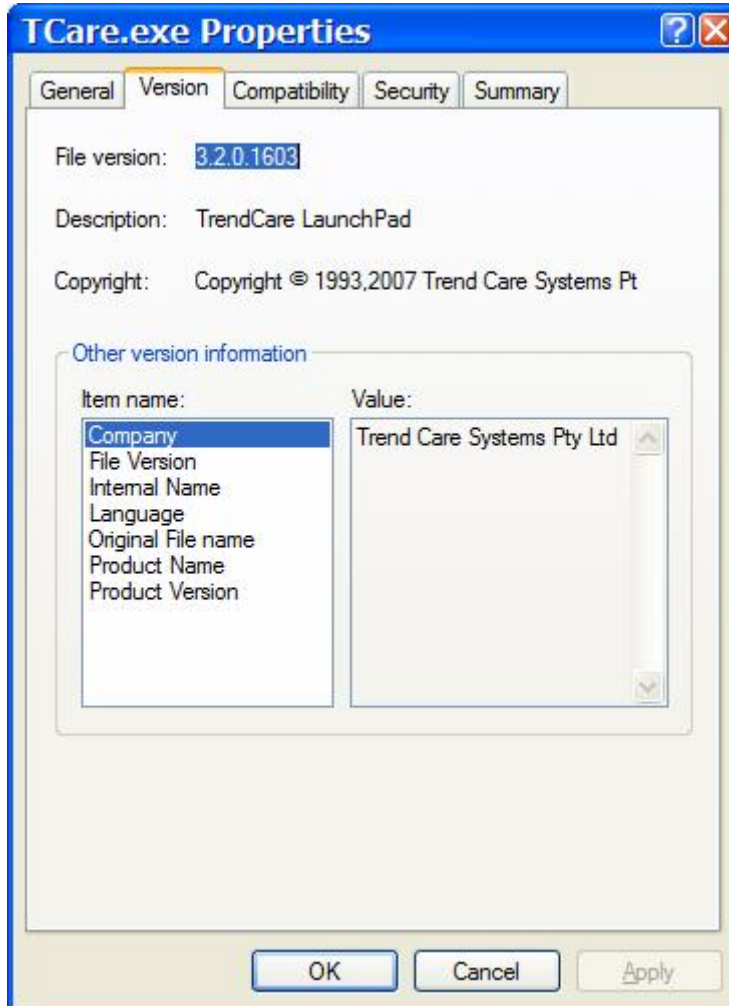 TCare.exe Properties
General Version Compatibility Security Summary
File version: 3.2.0.1603
Description: TrendCare LaunchPad
Copyright: Copyright © 1993,2007 Trend Care Systems Pt
Other version information
Item name: Value:
Company Trend Care Systems Pty Ltd
File Version
Internal Name
Language
Original File name
Product Name
Product Version
OK Cancel Apply